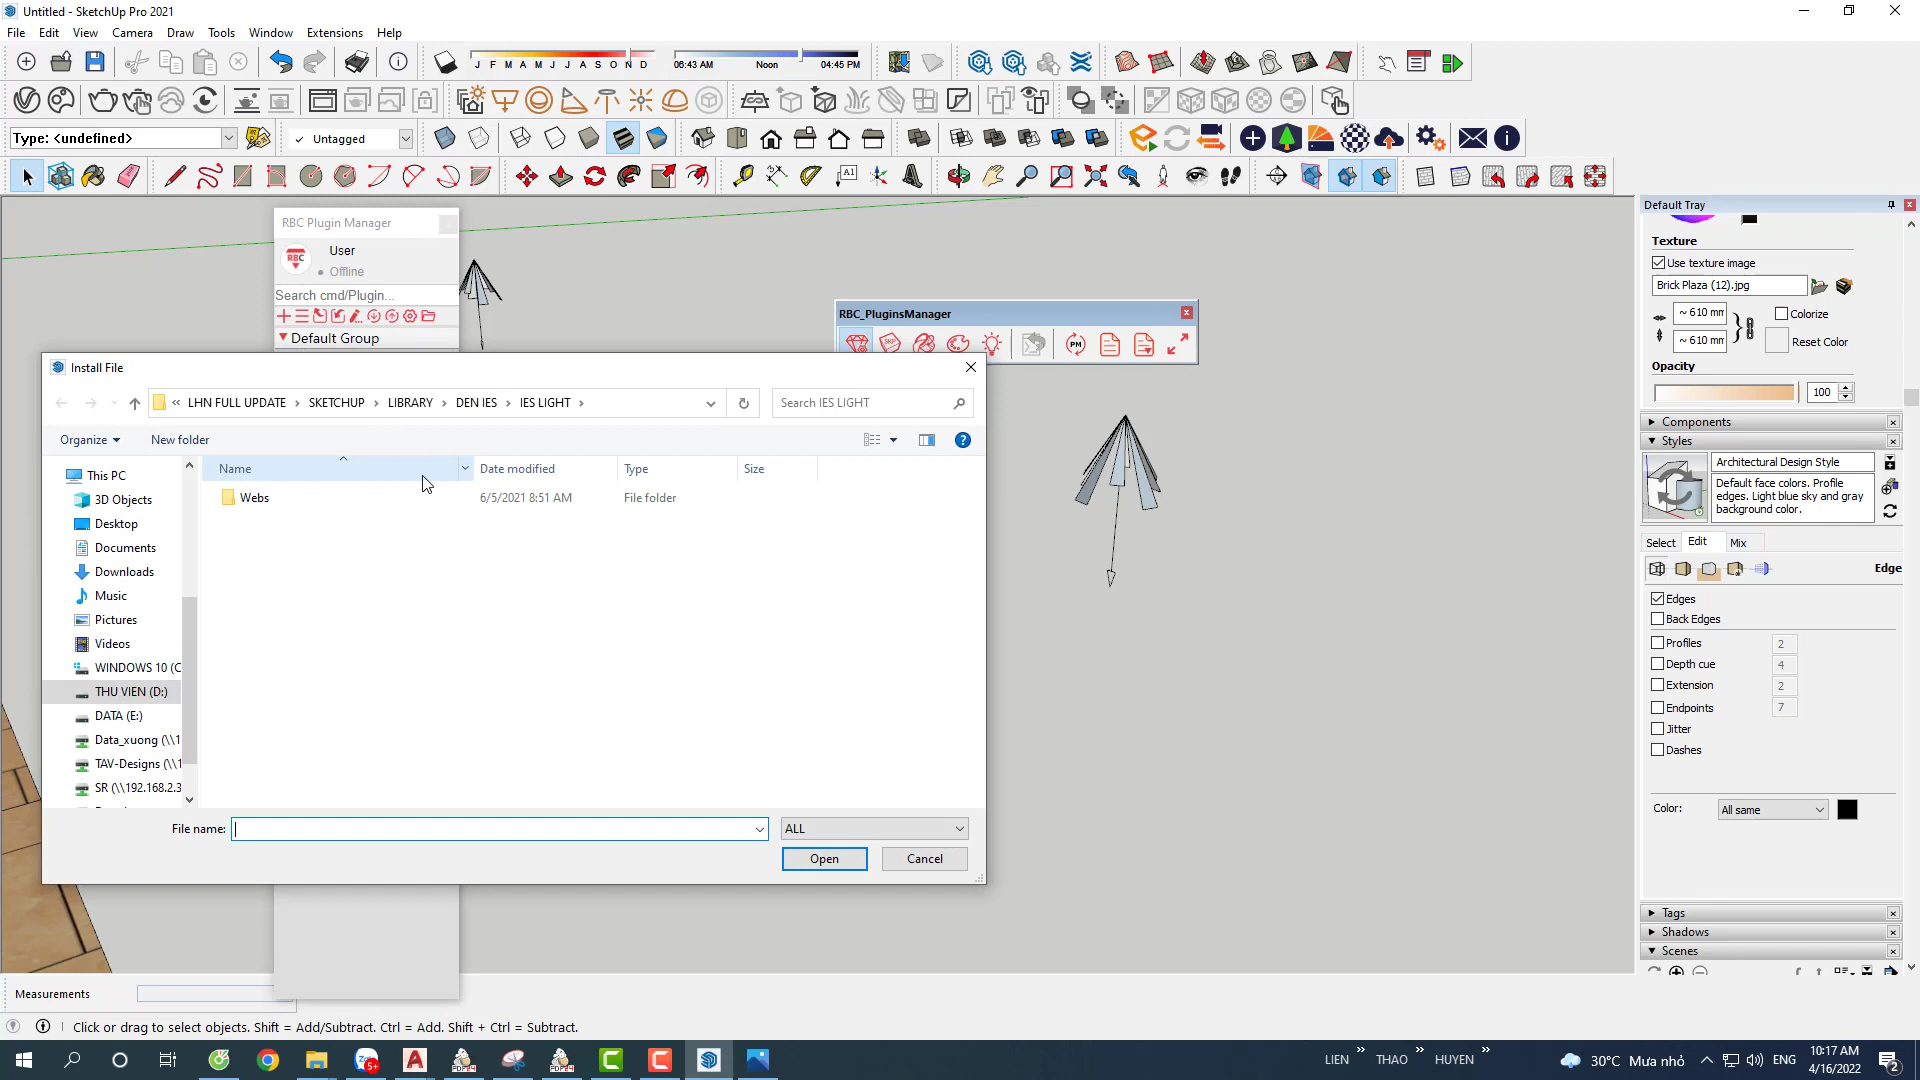 Untitled - SketchUp Pro 2021
File Edit View Camera Draw Tools Window Extensions Help
J F M A M J J A S O N D 06:43 AM Noon 04:45 PM
Type: <undefined>
Untagged
A1
Default Tray
RBC Plugin Manager
User
Offline
Search cmd/Plugin...
Default Group
RBC_PluginsManager
Install File
« LHN FULL UPDATE › SKETCHUP › LIBRARY › DEN IES › IES LIGHT ›
Search IES LIGHT
Organize New folder
Name Date modified Type Size
Webs 6/5/2021 8:51 AM File folder
This PC
3D Objects
Desktop
Documents
Downloads
Music
Pictures
Videos
WINDOWS 10 (C
THU VIEN (D:)
DATA (E:)
Data_xuong (\\1
TAV-Designs (\\1
SR (\\192.168.2.3
File name:
ALL
Open Cancel
Texture
Use texture image
Brick Plaza (12).jpg
~ 610 mm Colorize
~ 610 mm Reset Color
Opacity
100
Components
Styles
Architectural Design Style
Default face colors. Profile edges. Light blue sky and gray background color.
Select Edit Mix
Edge
Edges
Back Edges
Profiles 2
Depth cue 4
Extension 2
Endpoints 7
Jitter
Dashes
Color: All same
Tags
Shadows
Scenes
Measurements
Click or drag to select objects. Shift = Add/Subtract. Ctrl = Add. Shift + Ctrl = Subtract.
LIEN » THAO » HUYEN » 30°C Mưa nhỏ ENG 10:17 AM
4/16/2022